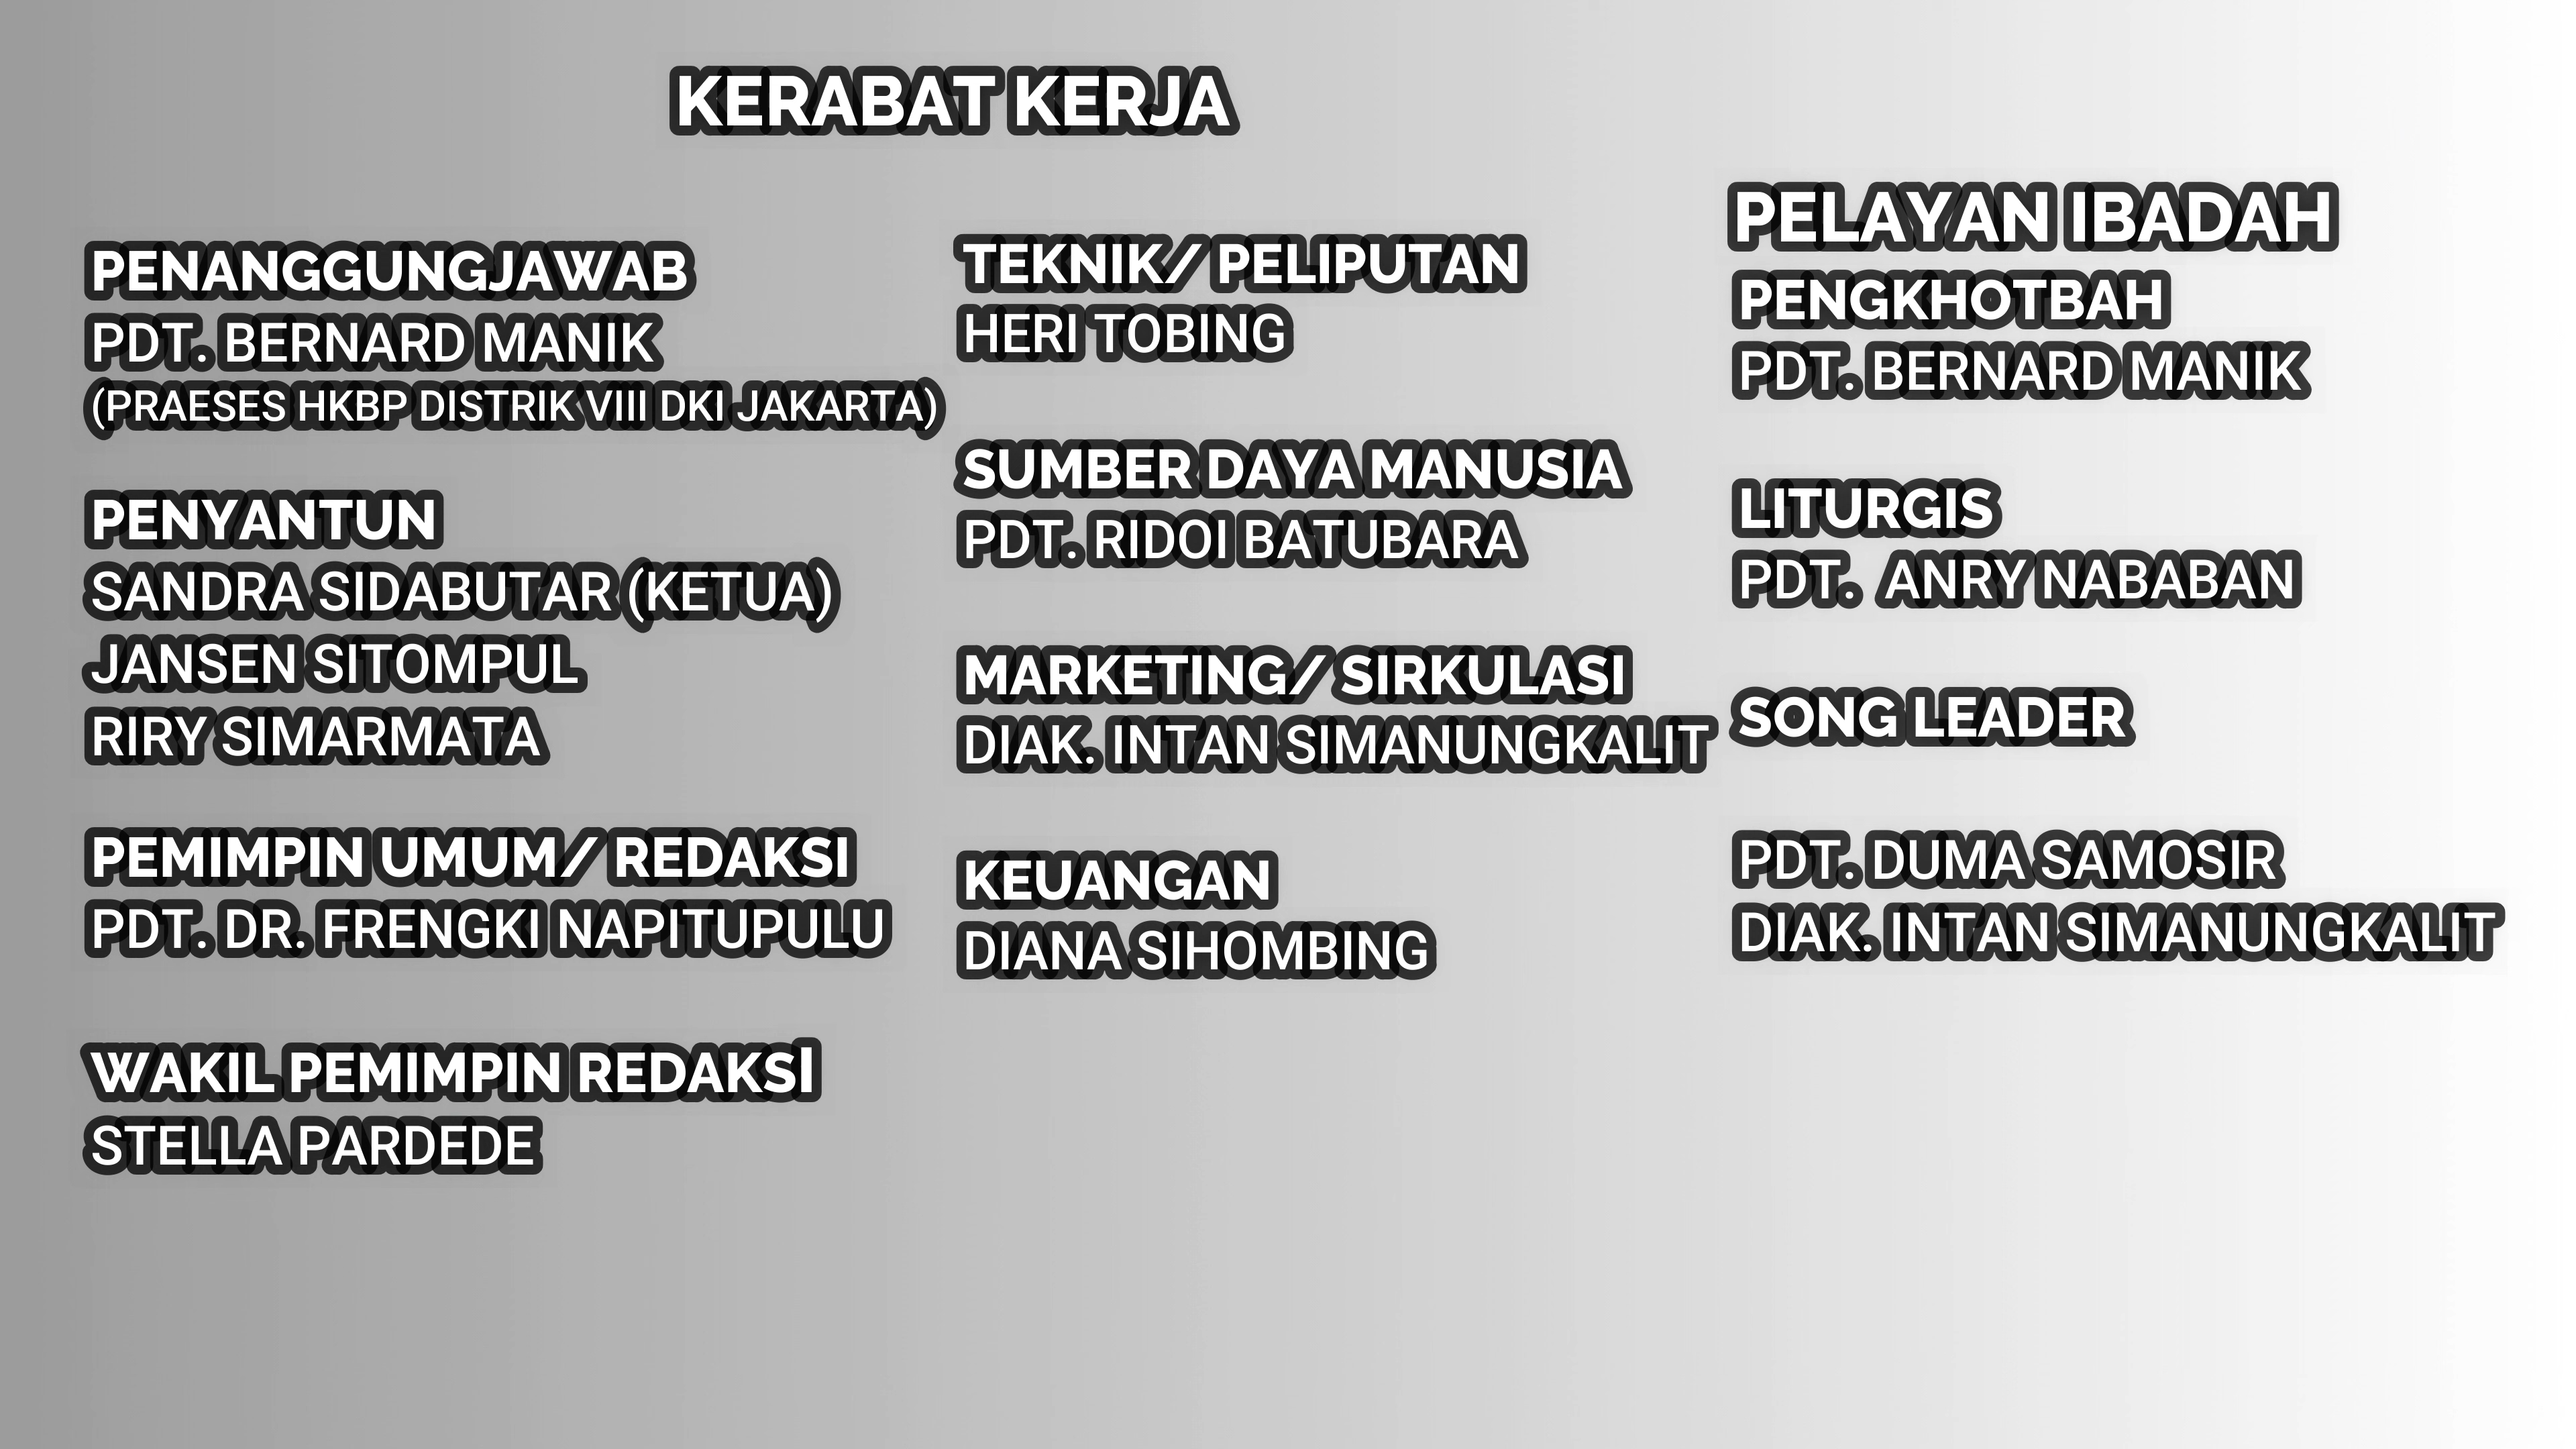 KERABAT KERJA
PENANGGUNGJAWAB
PDT. BERNARD MANIK
(PRAESES HKBP DISTRIK VIII DKI JAKARTA)
PENYANTUN
SANDRA SIDABUTAR (KETUA)
JANSEN SITOMPUL
RIRY SIMARMATA
PEMIMPIN UMUM/ REDAKSI
PDT. DR. FRENGKI NAPITUPULU
WAKIL PEMIMPIN REDAKSI
STELLA PARDEDE
TEKNIK/ PELIPUTAN
HERI TOBING
SUMBER DAYA MANUSIA
PDT. RIDOI BATUBARA
MARKETING/ SIRKULASI
DIAK. INTAN SIMANUNGKALIT
KEUANGAN
DIANA SIHOMBING
PELAYAN IBADAH
PENGKHOTBAH
PDT. BERNARD MANIK
LITURGIS
PDT. ANRY NABABAN
SONG LEADER
PDT. DUMA SAMOSIR
DIAK. INTAN SIMANUNGKALIT